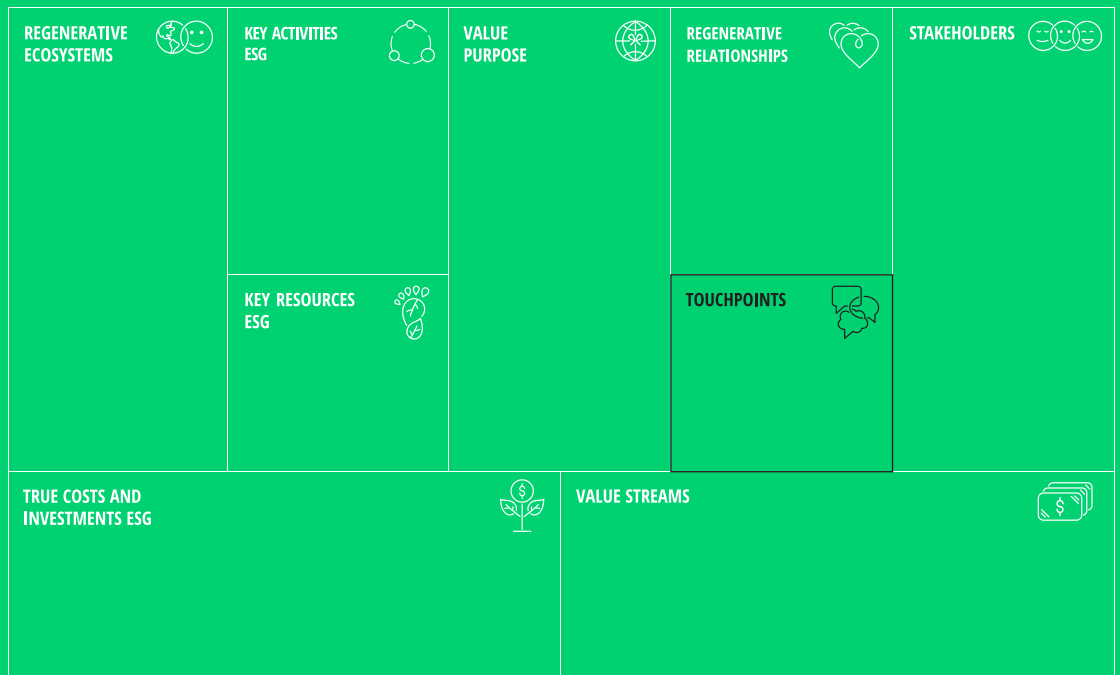 REGENERATIVE
ECOSYSTEMS
KEY ACTIVITIES
ESG
VALUE
PURPOSE
REGENERATIVE
RELATIONSHIPS
STAKEHOLDERS
KEY RESOURCES
ESG
TOUCHPOINTS
TRUE COSTS AND
INVESTMENTS ESG
$
VALUE STREAMS
$